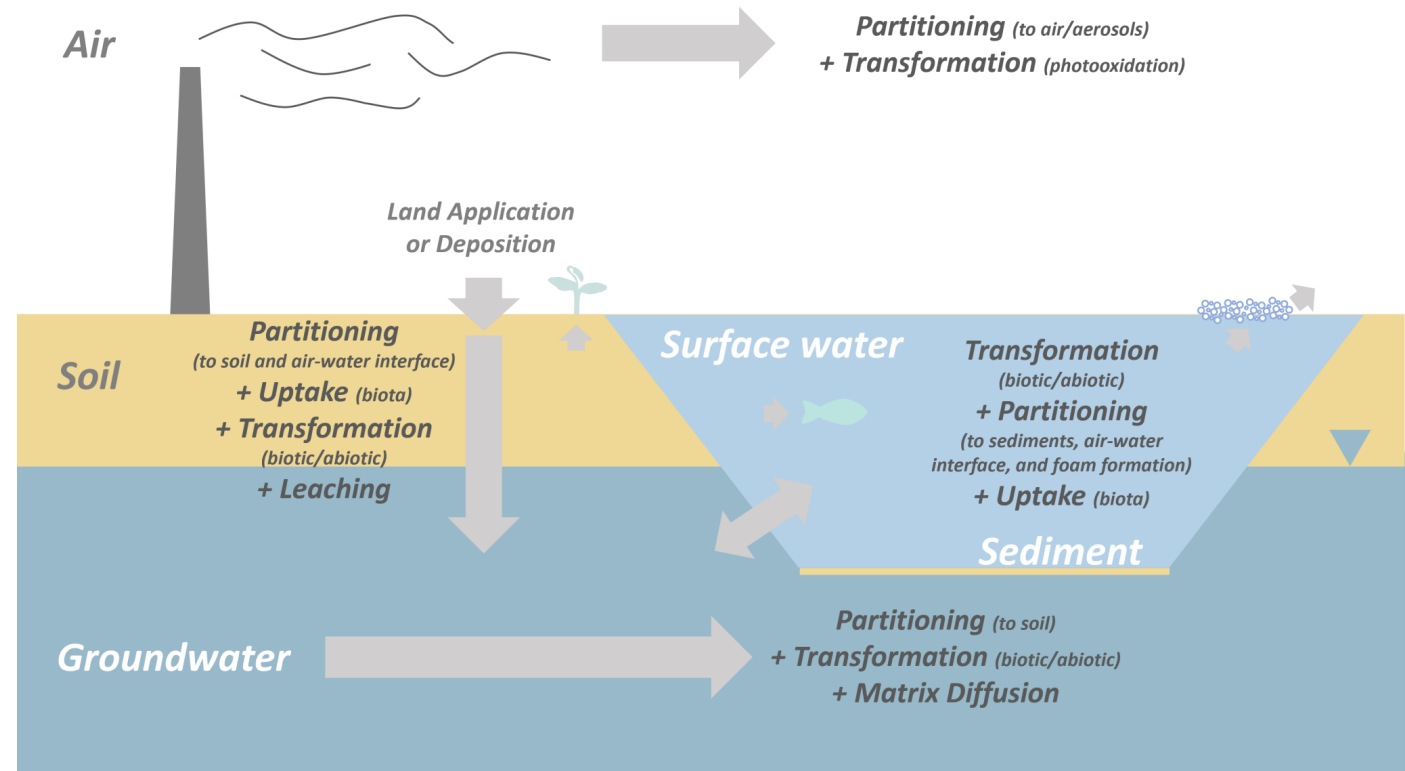 Air
Partitioning (to air/aerosols)
+ Transformation (photooxidation)
Land Application
or Deposition
Soil
Partitioning
(to soil and air-water interface)
+ Uptake (biota)
+ Transformation
(biotic/abiotic)
+ Leaching
Surface water
Transformation
(biotic/abiotic)
+ Partitioning
(to sediments, air-water
interface, and foam formation)
+ Uptake (biota)
Sediment
Groundwater
Partitioning (to soil)
+ Transformation (biotic/abiotic)
+ Matrix Diffusion